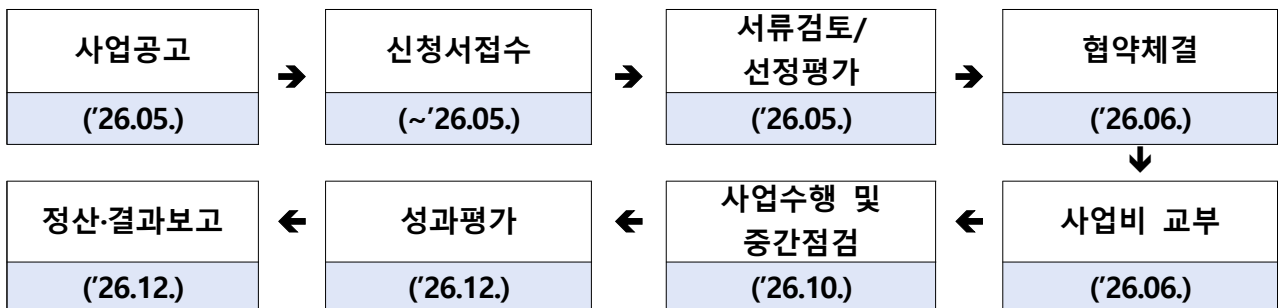 사업공고
('26.05.)
신청서접수
(~'26.05.)
서류검토/
선정평가
('26.05.)
협약체결
('26.06.)
사업비 교부
('26.06.)
사업수행 및
중간점검
('26.10.)
성과평가
('26.12.)
정산·결과보고
('26.12.)